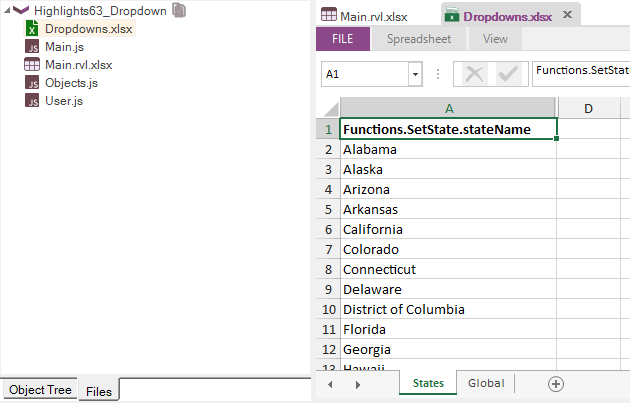 Highlights63_Dropdown
Dropdowns.xlsx
Main.js
Main.rvl.xlsx
Objects.js
User.js
Object Tree
Files
Main.rvl.xlsx
Dropdowns.xlsx
FILE
Spreadsheet
View
A1
Functions.SetState
A
D
1 Functions.SetState.stateName
2 Alabama
3 Alaska
4 Arizona
5 Arkansas
6 California
7 Colorado
8 Connecticut
9 Delaware
10 District of Columbia
11 Florida
12 Georgia
13 Hawaii
States
Global